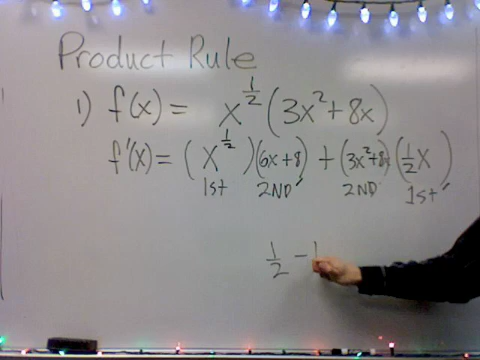 Product Rule
1) f(x) = x^(1/2) (3x² + 8x)
f'(x) = (x^(1/2))(6x + 8) + (3x² + 8x)(1/2 x)
1st 2ND' 2ND 1st'
1/2 - 1